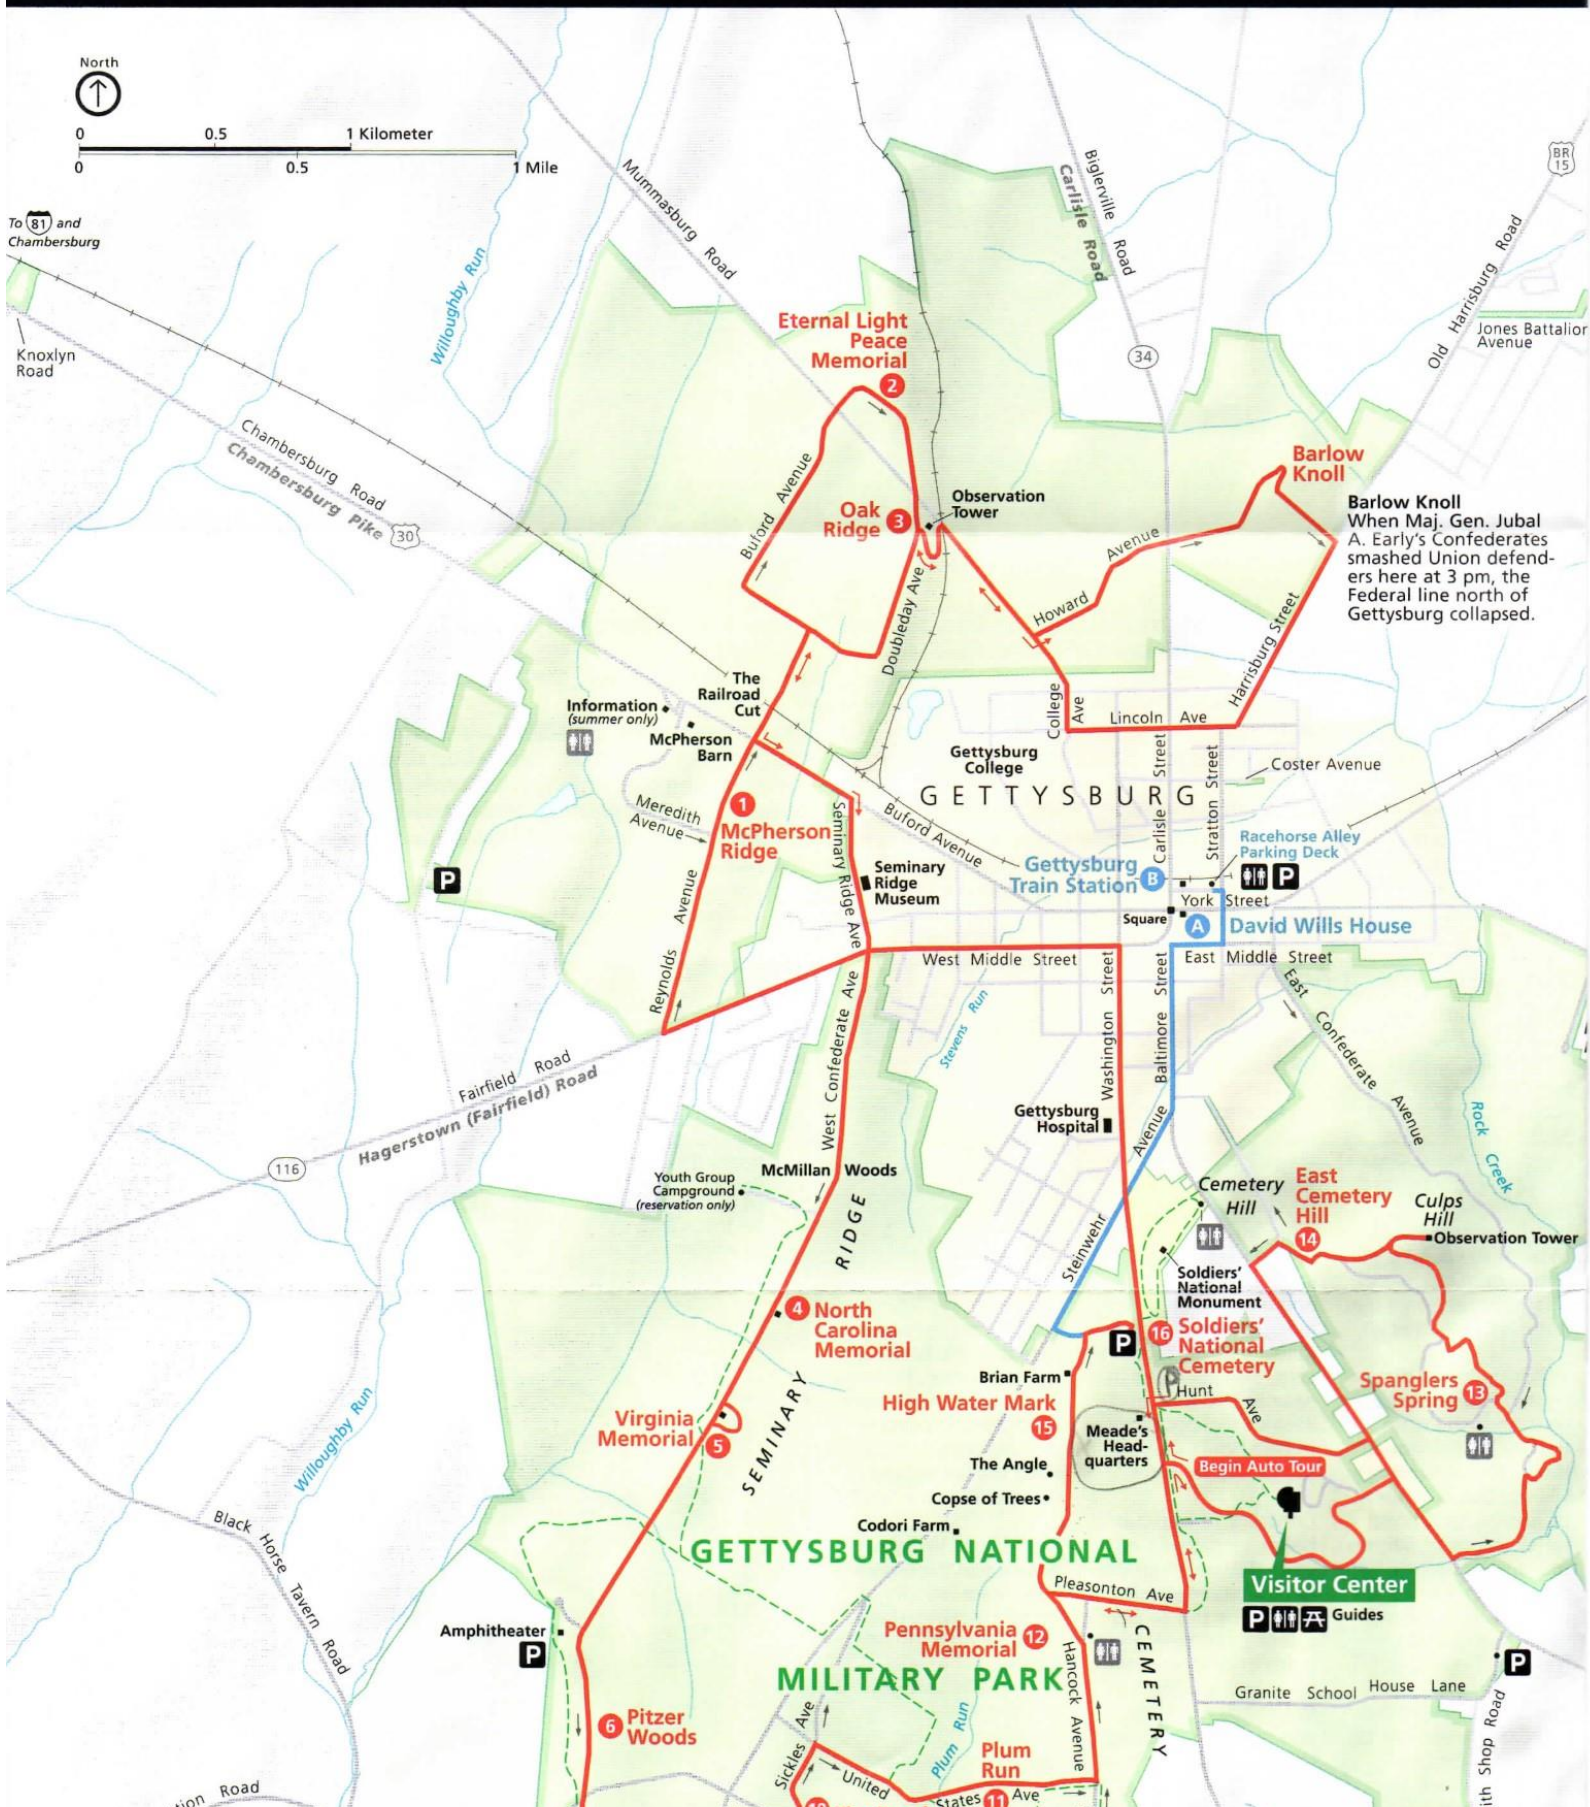 North
0 0.5 1 Kilometer
0 0.5 1 Mile
To 81 and
Chambersburg
Knoxlyn
Road
Willoughby Run
Mummasburg Road
Biglerville Road
Carlisle Road
BR
15
Old Harrisburg Road
Jones Battalion
Avenue
34
Chambersburg Road
Chambersburg Pike
30
Eternal Light
Peace
Memorial
2
Buford Avenue
Oak
Ridge
3
Observation
Tower
Doubleday Ave
Howard Avenue
Barlow
Knoll
Barlow Knoll
When Maj. Gen. Jubal
A. Early's Confederates
smashed Union defend-
ers here at 3 pm, the
Federal line north of
Gettysburg collapsed.
Harrisburg Street
College Ave
Lincoln Ave
The
Railroad
Cut
Information
(summer only)
McPherson
Barn
Meredith
Avenue
1
McPherson
Ridge
Reynolds Avenue
Seminary Ridge Ave
Seminary
Ridge
Museum
Buford Avenue
Gettysburg
College
GETTYSBURG
Carlisle Street
Stratton Street
Coster Avenue
Racehorse Alley
Parking Deck
P
Gettysburg
Train Station
B
York Street
Square
A
David Wills House
West Middle Street
East Middle Street
P
Fairfield Road
Hagerstown (Fairfield) Road
116
West Confederate Ave
Stevens Run
Washington Street
Baltimore Street
East Confederate Avenue
Rock Creek
Gettysburg
Hospital
Steinwehr Avenue
Youth Group
Campground
(reservation only)
McMillan Woods
SEMINARY RIDGE
Cemetery
Hill
East
Cemetery
Hill
14
Culps
Hill
Observation Tower
Soldiers'
National
Monument
16
Soldiers'
National
Cemetery
P
P
4
North
Carolina
Memorial
Brian Farm
High Water Mark
15
Hunt Ave
Spanglers
Spring
13
Virginia
Memorial
5
Willoughby Run
Meade's
Head-
quarters
The Angle
Copse of Trees
Codori Farm
Begin Auto Tour
Black Horse Tavern Road
GETTYSBURG NATIONAL
MILITARY PARK
Visitor Center
P
Guides
Pleasonton Ave
Amphitheater
P
Pennsylvania
Memorial
12
CEMETERY
Hancock Avenue
Granite School House Lane
P
6
Pitzer
Woods
Sickles Ave
Plum Run
Plum
Run
11
United States Ave
Road
Shop Road